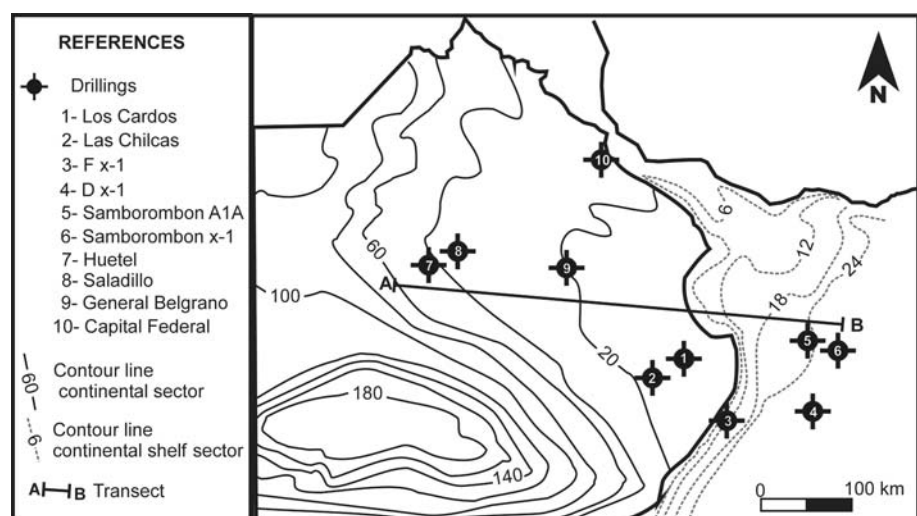 REFERENCES
Drillings
1- Los Cardos
2- Las Chilcas
3- F x-1
4- D x-1
5- Samborombon A1A
6- Samborombon x-1
7- Huetel
8- Saladillo
9- General Belgrano
10- Capital Federal
60
Contour line
continental sector
6
Contour line
continental shelf sector
A B Transect
N
10
6
12
24
18
60
7
8
9
A
B
100
20
5
6
1
2
180
4
3
140
0 100 km